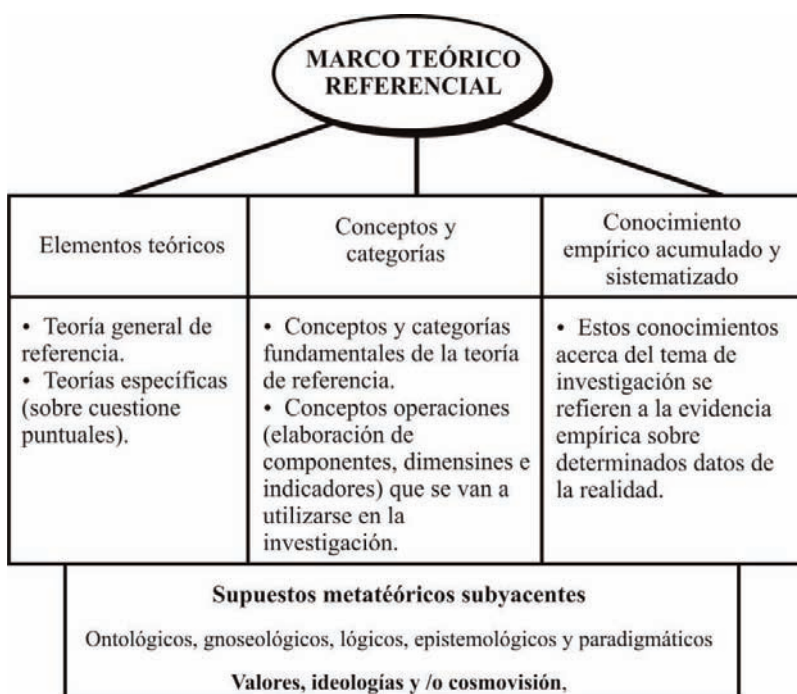 MARCO TEÓRICO
REFERENCIAL
Elementos teóricos
Conceptos y
categorías
Conocimiento
empírico acumulado y
sistematizado
• Teoría general de
referencia.
• Teorías específicas
(sobre cuestione
puntuales).
• Conceptos y categorías
fundamentales de la teoría
de referencia.
• Conceptos operaciones
(elaboración de
componentes, dimensines e
indicadores) que se van a
utilizarse en la
investigación.
• Estos conocimientos
acerca del tema de
investigación se
refieren a la evidencia
empírica sobre
determinados datos de
la realidad.
Supuestos metatéóricos subyacentes
Ontológicos, gnoseológicos, lógicos, epistemológicos y paradigmáticos
Valores, ideologías y /o cosmovisión,